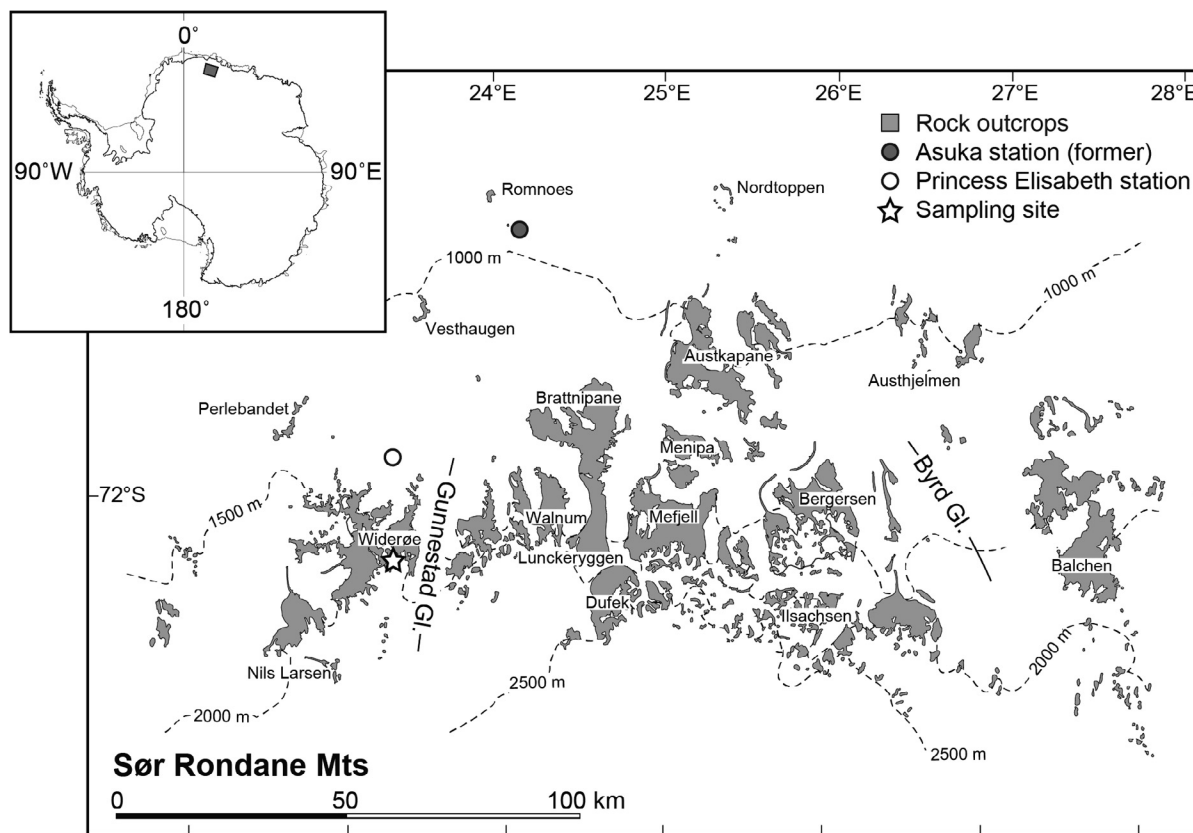 0°
90°W
90°E
180°
24°E
25°E
26°E
27°E
28°E
Rock outcrops
Asuka station (former)
Princess Elisabeth station
Sampling site
Romnoes
Nordtoppen
1000 m
1000 m
Vesthaugen
Austkapane
Austhjelmen
Brattnipane
Perlebandet
Menipa
72°S
1500 m
Gunnestad Gl.
Byrd Gl.
Bergersen
Walnum
Mefjell
Widerøe
Lunckeryggen
Balchen
Dufek
Ilsachsen
Nils Larsen
2000 m
2500 m
2000 m
2500 m
Sør Rondane Mts
0 50 100 km